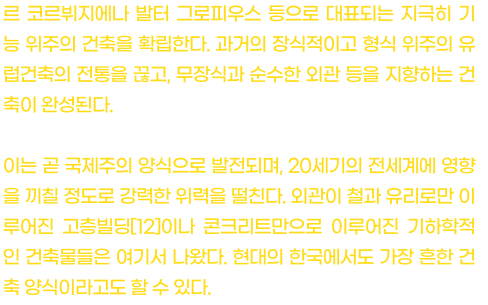 르 코르뷔지에나 발터 그로피우스 등으로 대표되는 지극히 기
능 위주의 건축을 확립한다. 과거의 장식적이고 형식 위주의 유
럽건축의 전통을 끊고, 무장식과 순수한 외관 등을 지향하는 건
축이 완성된다.

이는 곧 국제주의 양식으로 발전되며, 20세기의 전세계에 영향
을 끼칠 정도로 강력한 위력을 떨친다. 외관이 철과 유리로만 이
루어진 고층빌딩[12]이나 콘크리트만으로 이루어진 기하학적
인 건축물들은 여기서 나왔다. 현대의 한국에서도 가장 흔한 건
축 양식이라고도 할 수 있다.